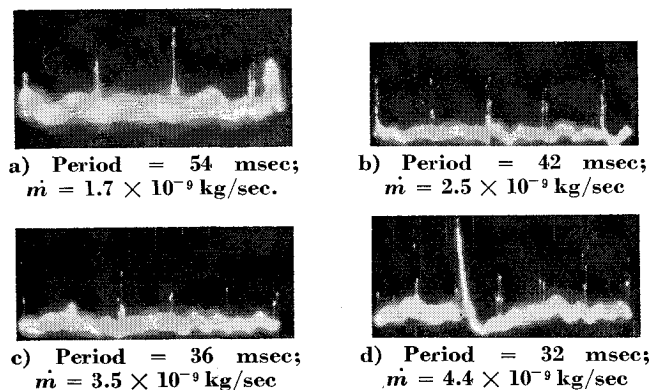 a) Period = 54 msec;
ṁ = 1.7 × 10⁻⁹ kg/sec.
b) Period = 42 msec;
ṁ = 2.5 × 10⁻⁹ kg/sec
c) Period = 36 msec;
ṁ = 3.5 × 10⁻⁹ kg/sec
d) Period = 32 msec;
ṁ = 4.4 × 10⁻⁹ kg/sec